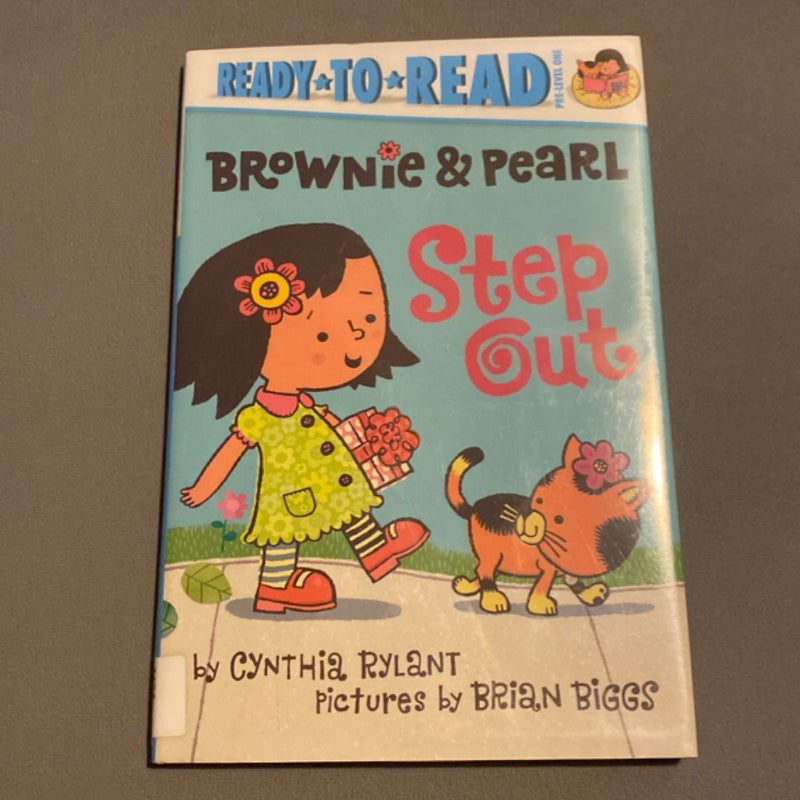 READY★TO★READ
PRE-LEVEL ONE
BROWNiE & PeaRL
Step
Out
by CYNTHIa RYLANT
pictures by BRIaN BiGGS